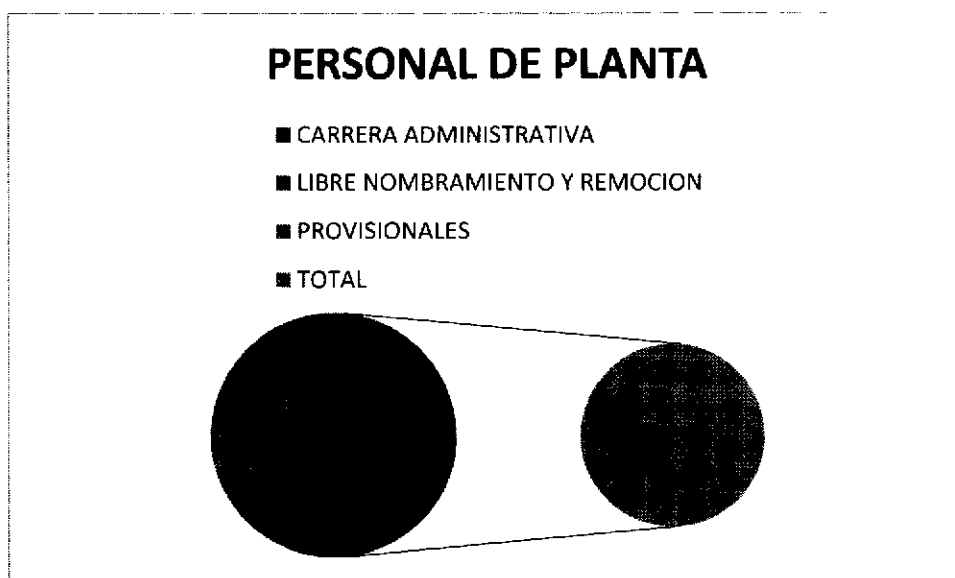 PERSONAL DE PLANTA
CARRERA ADMINISTRATIVA
LIBRE NOMBRAMIENTO Y REMOCION
PROVISIONALES
TOTAL